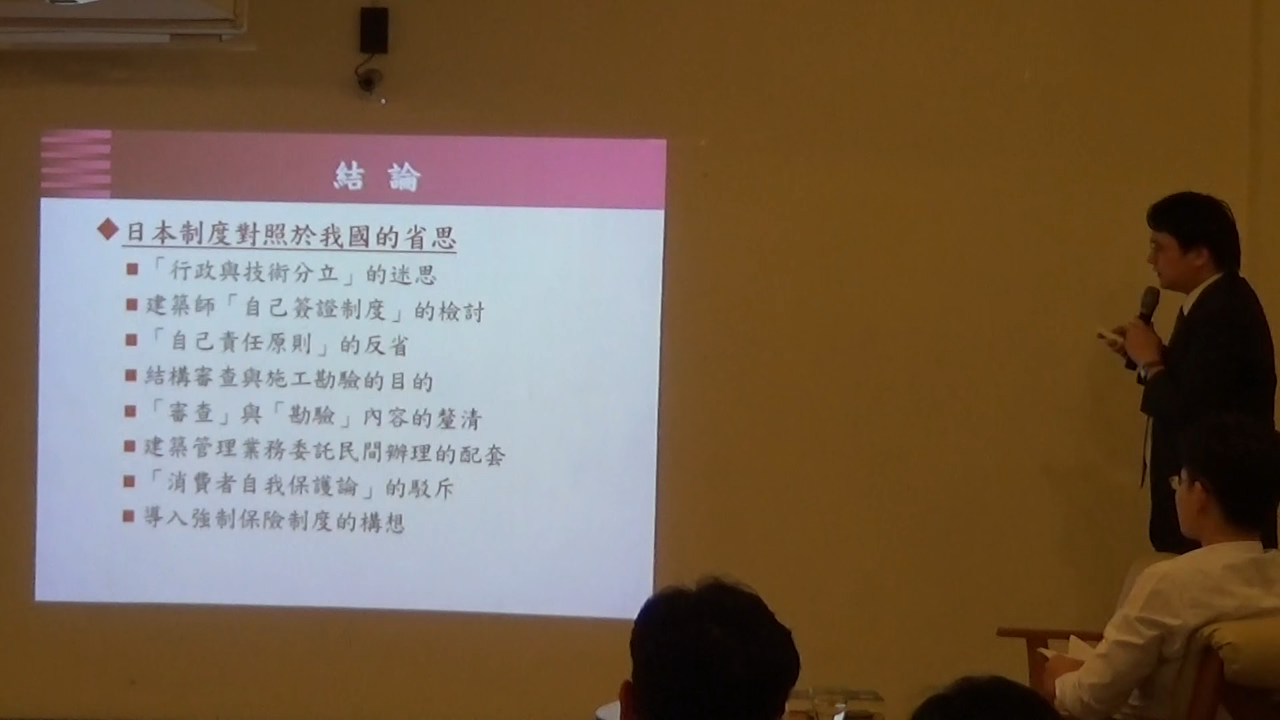 結 論
日本制度對照於我國的省思
「行政與技術分立」的迷思
建築師「自己簽證制度」的檢討
「自己責任原則」的反省
結構審查與施工勘驗的目的
「審查」與「勘驗」內容的釐清
建築管理業務委託民間辦理的配套
「消費者自我保護論」的駁斥
導入強制保險制度的構想